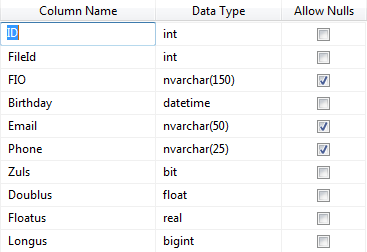 Column Name Data Type Allow Nulls
ID int
FileId int
FIO nvarchar(150)
Birthday datetime
Email nvarchar(50)
Phone nvarchar(25)
Zuls bit
Doublus float
Floatus real
Longus bigint